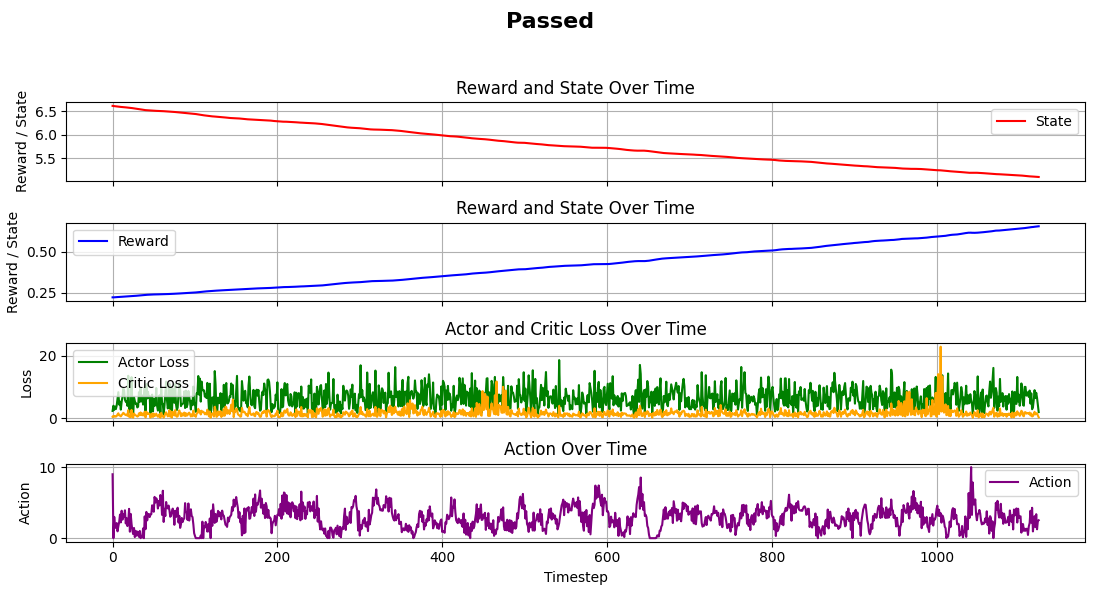 Passed
Reward and State Over Time
Reward / State
6.5
6.0
5.5
State
Reward and State Over Time
Reward / State
0.50
0.25
Reward
Actor and Critic Loss Over Time
Loss
20
0
Actor Loss
Critic Loss
Action Over Time
Action
10
0
Action
0
200
400
600
800
1000
Timestep